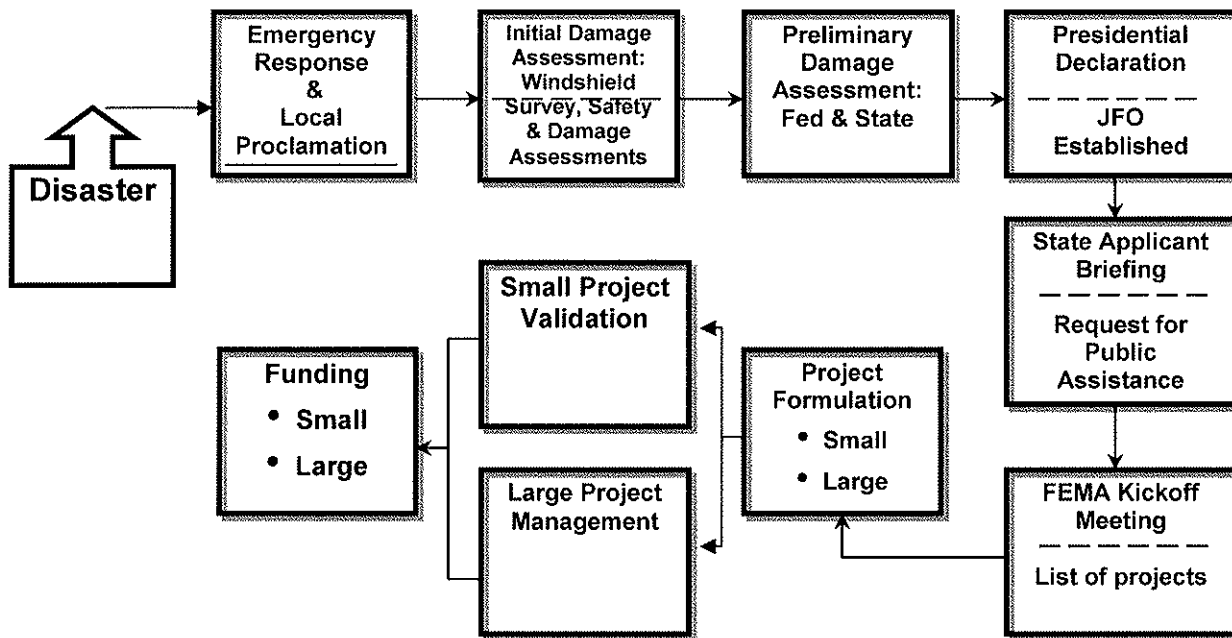 Disaster
Emergency
Response
&
Local
Proclamation
Initial Damage
Assessment:
Windshield
Survey, Safety
& Damage
Assessments
Preliminary
Damage
Assessment:
Fed & State
Presidential
Declaration
JFO
Established
State Applicant
Briefing
Request for
Public
Assistance
FEMA Kickoff
Meeting
List of projects
Project
Formulation
• Small
• Large
Small Project
Validation
Large Project
Management
Funding
• Small
• Large